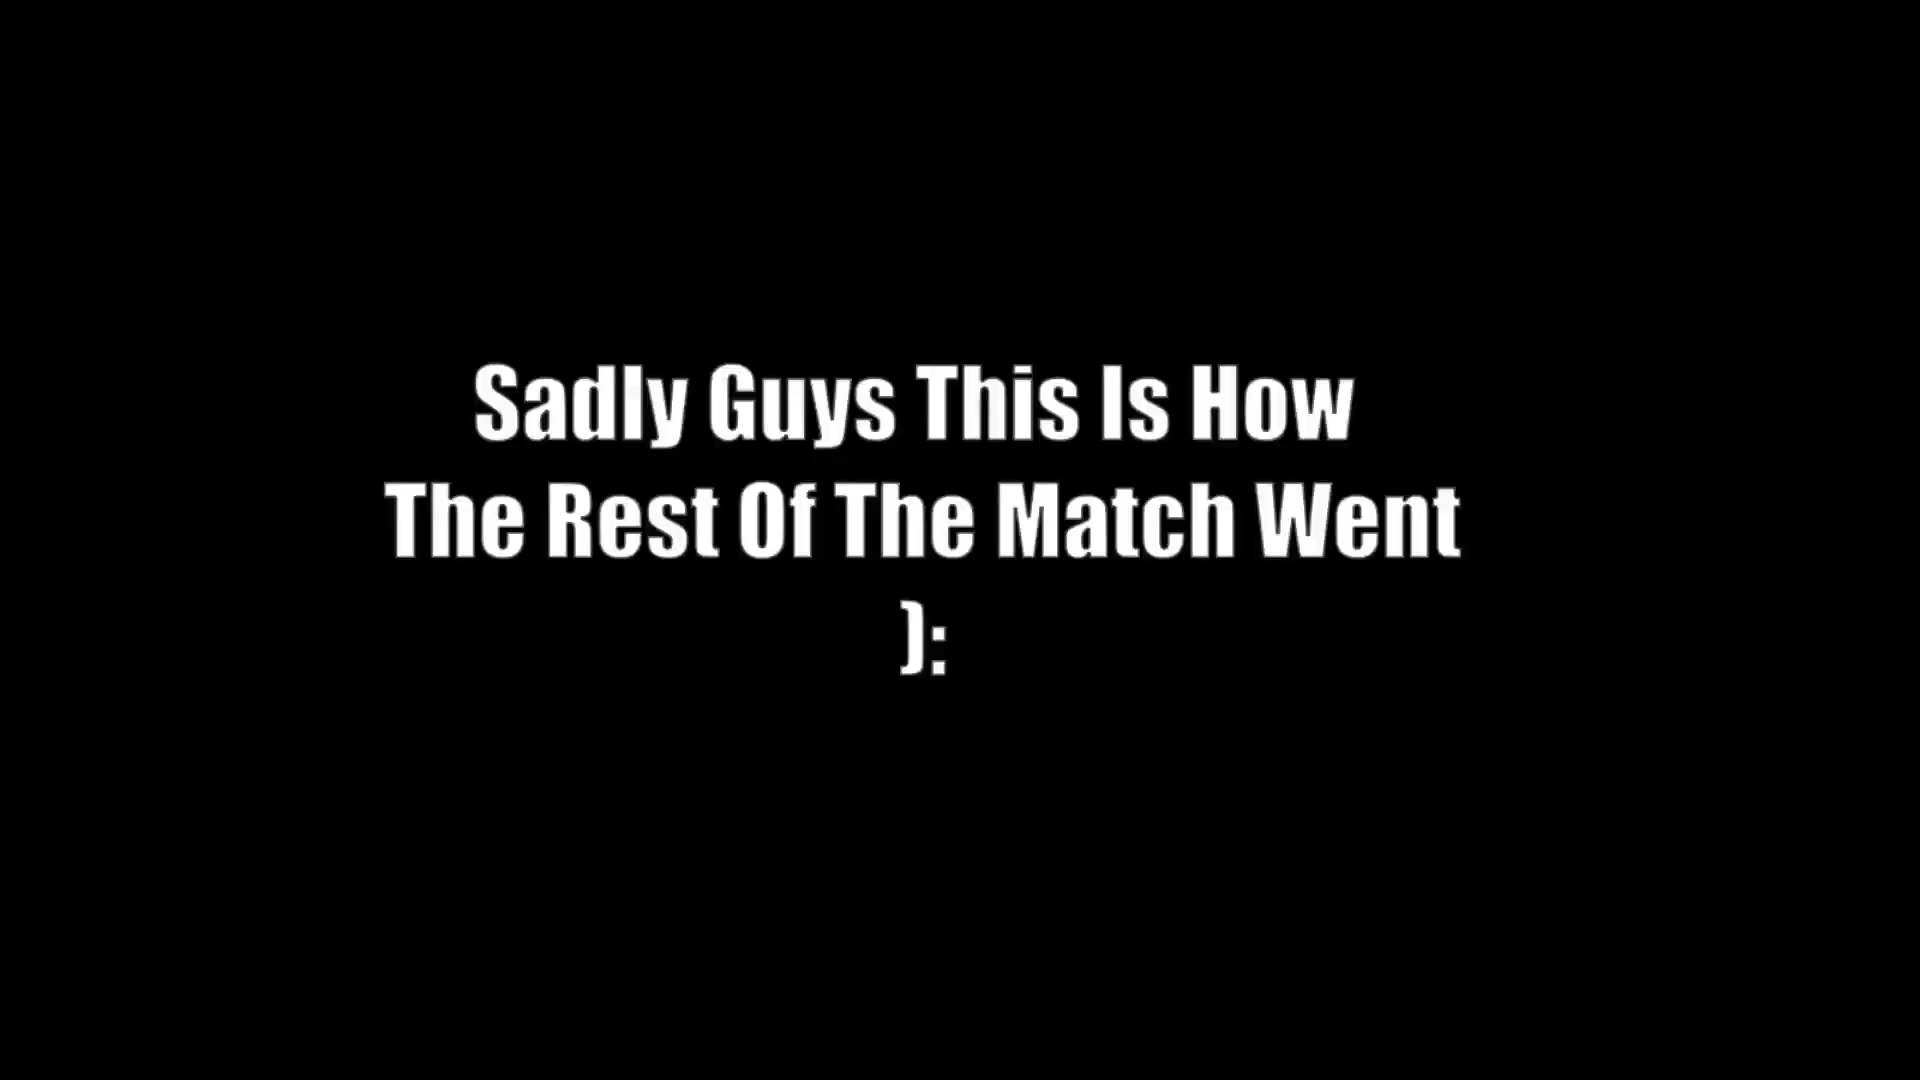 Sadly Guys This Is How
The Rest Of The Match Went
):